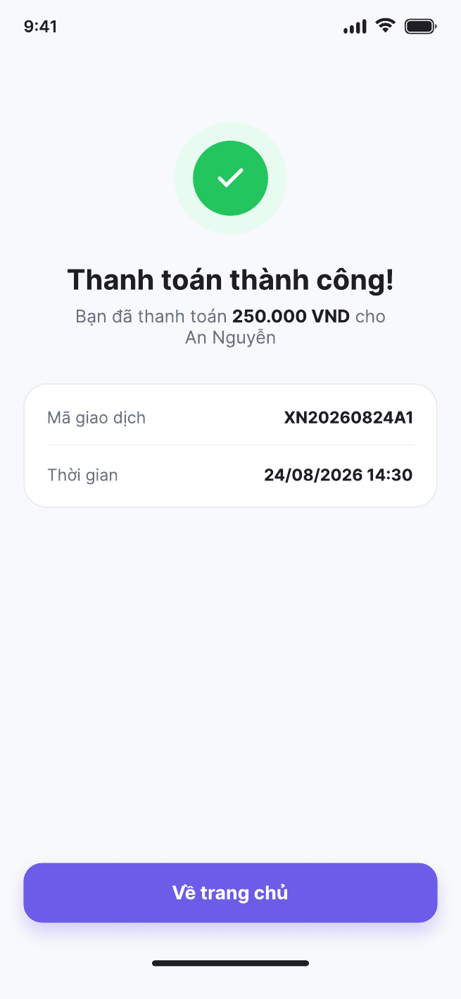 9:41
Thanh toán thành công!
Bạn đã thanh toán 250.000 VND cho
An Nguyễn
Mã giao dịch XN20260824A1
Thời gian 24/08/2026 14:30
Về trang chủ